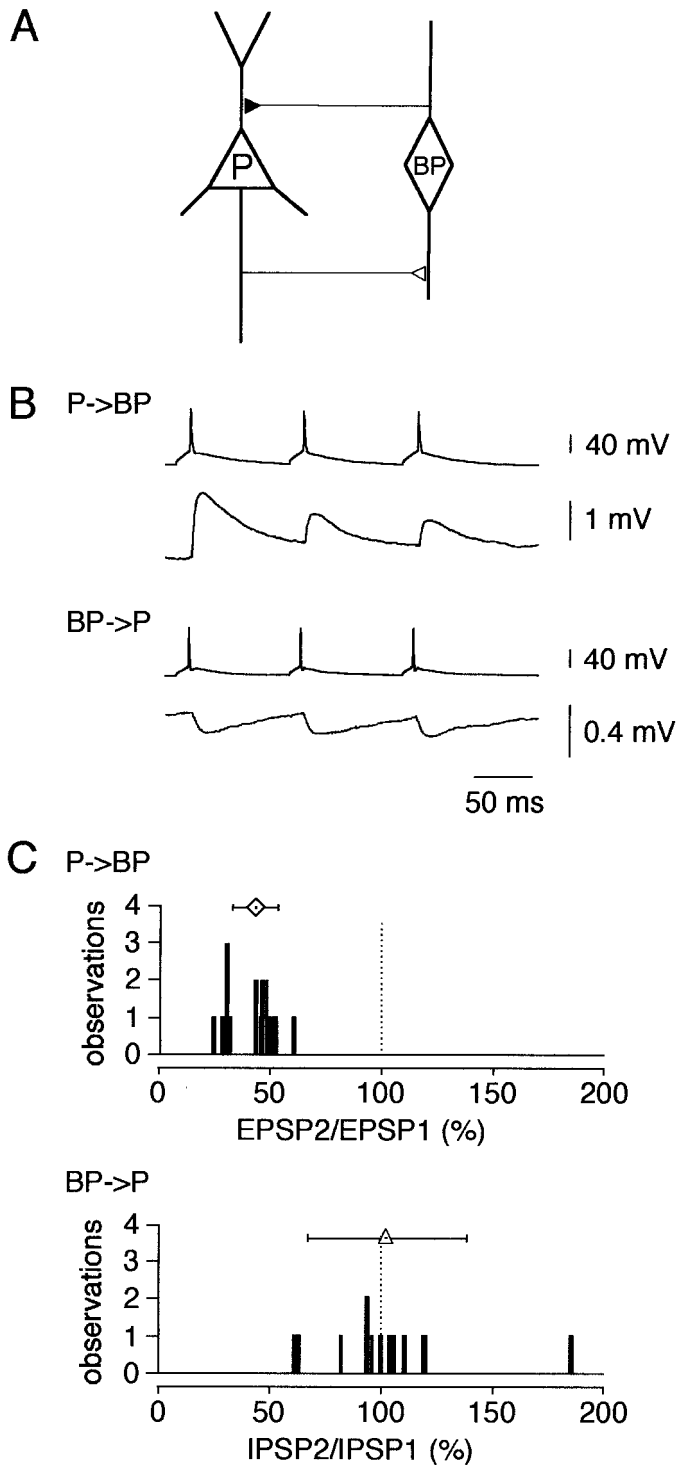 A
P
BP
B
P->BP
40 mV
1 mV
BP->P
40 mV
0.4 mV
50 ms
C
P->BP
observations
4
3
2
1
0
0 50 100 150 200
EPSP2/EPSP1 (%)
BP->P
observations
4
3
2
1
0
0 50 100 150 200
IPSP2/IPSP1 (%)